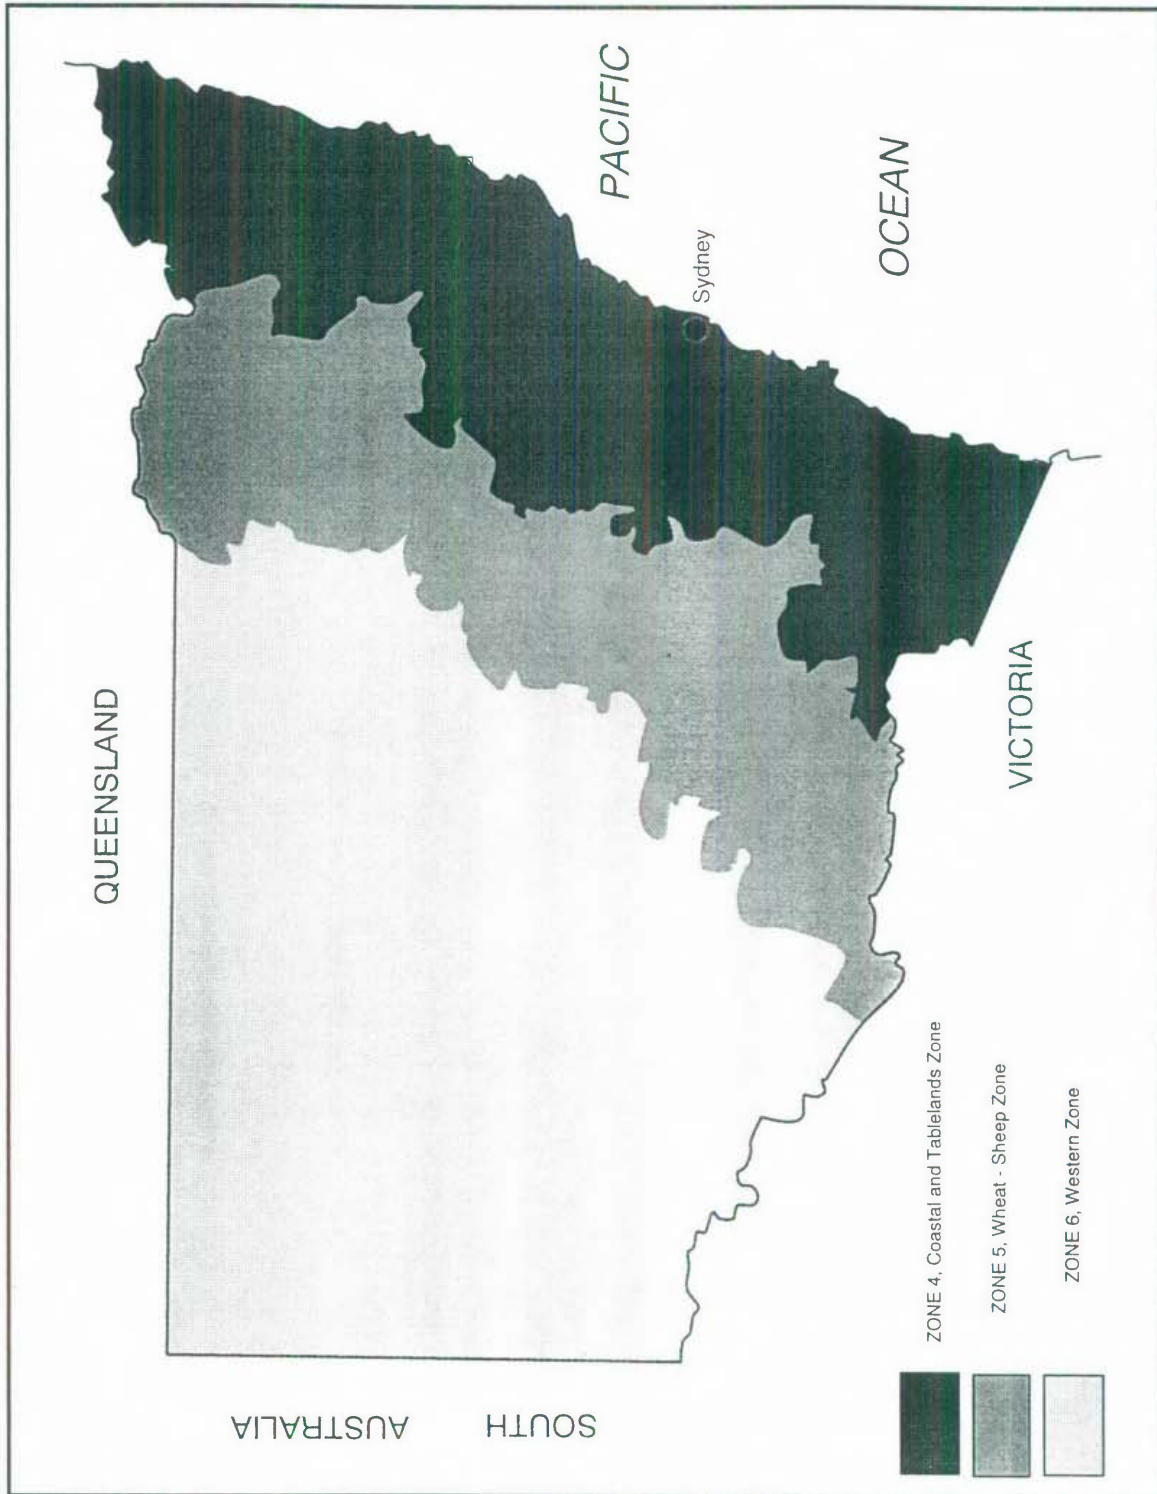 QUEENSLAND
PACIFIC
OCEAN
Sydney
SOUTH
AUSTRALIA
VICTORIA
ZONE 4, Coastal and Tablelands Zone
ZONE 5, Wheat - Sheep Zone
ZONE 6, Western Zone